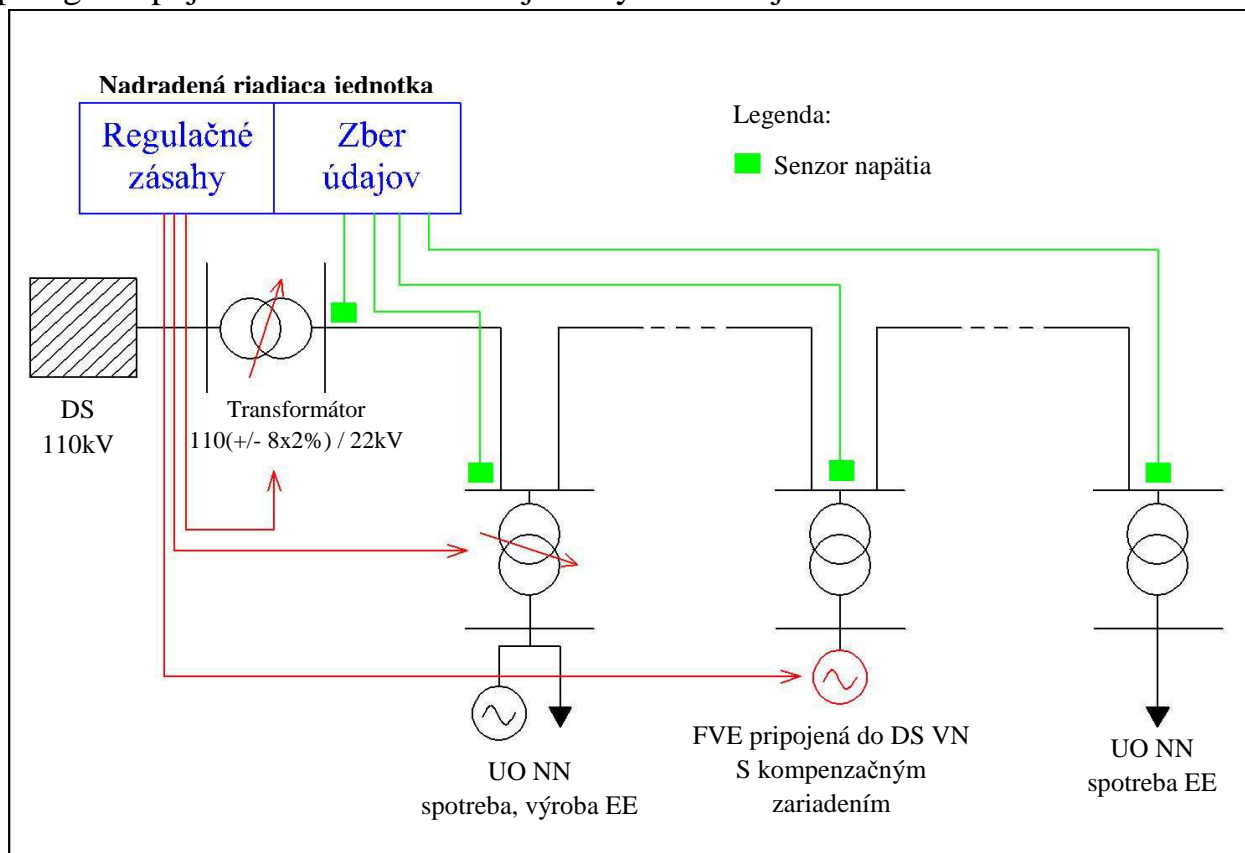 Nadradená riadiaca jednotka
Regulačné
zásahy
Zber
údajov
Legenda:
Senzor napätia
DS
110kV
Transformátor
110(+/- 8x2%) / 22kV
UO NN
spotreba, výroba EE
FVE pripojená do DS VN
S kompenzačným
zariadením
UO NN
spotreba EE